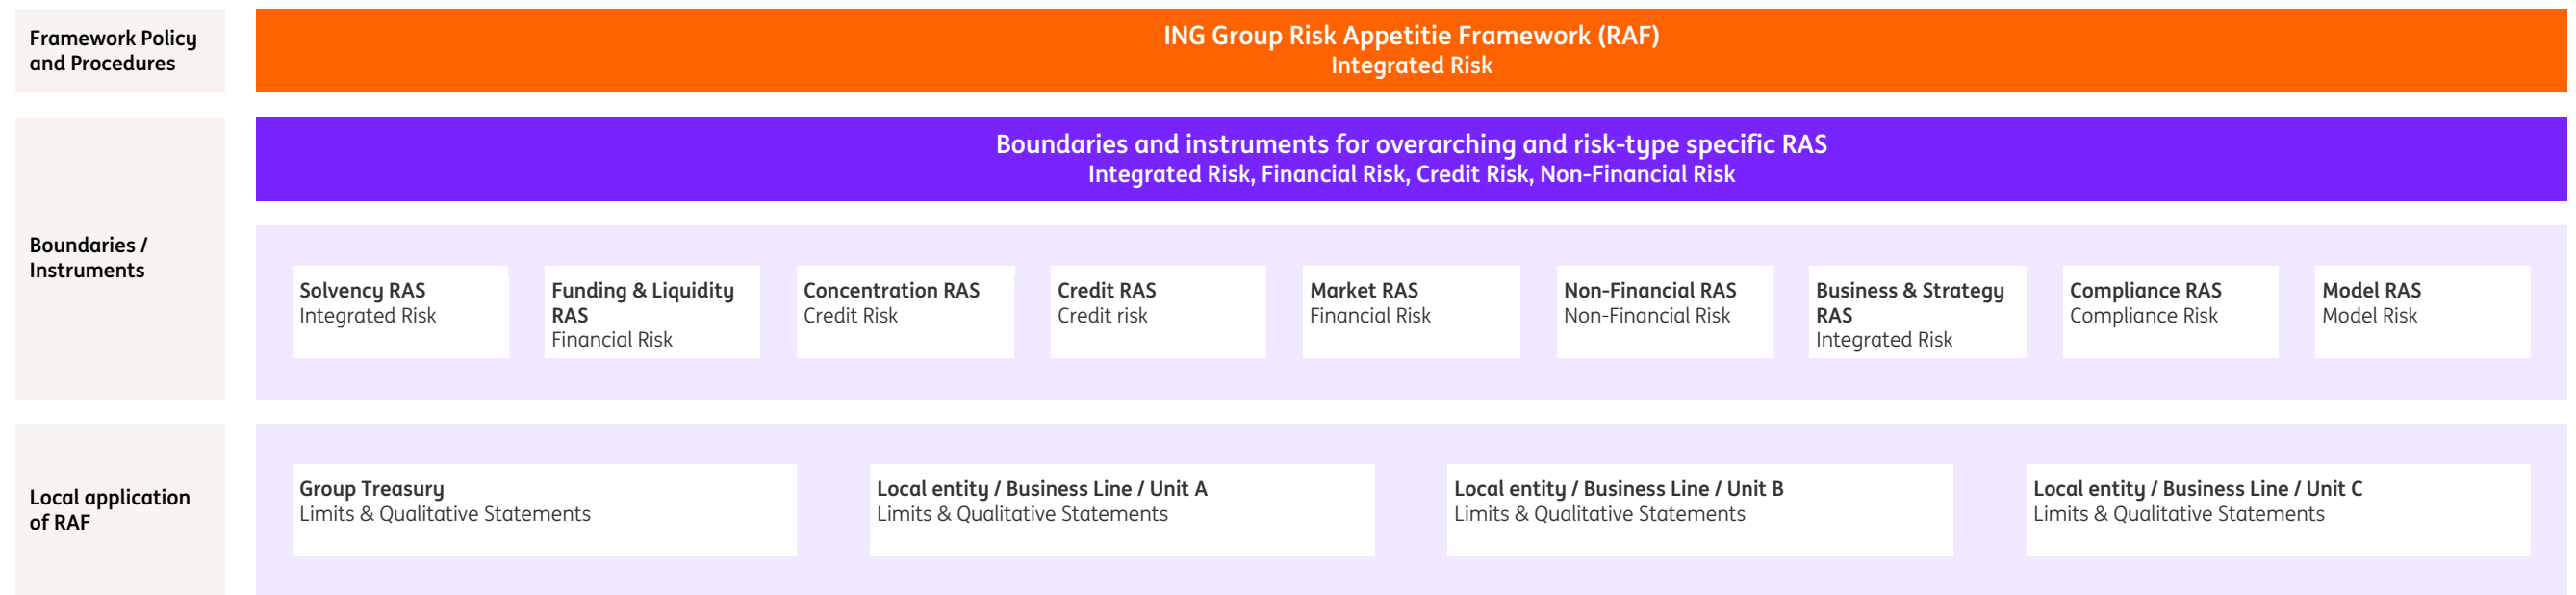 Framework Policy
and Procedures
ING Group Risk Appetitie Framework (RAF)
Integrated Risk
Boundaries /
Instruments
Boundaries and instruments for overarching and risk-type specific RAS
Integrated Risk, Financial Risk, Credit Risk, Non-Financial Risk
Solvency RAS
Integrated Risk
Funding & Liquidity
RAS
Financial Risk
Concentration RAS
Credit Risk
Credit RAS
Credit risk
Market RAS
Financial Risk
Non-Financial RAS
Non-Financial Risk
Business & Strategy
RAS
Integrated Risk
Compliance RAS
Compliance Risk
Model RAS
Model Risk
Local application
of RAF
Group Treasury
Limits & Qualitative Statements
Local entity / Business Line / Unit A
Limits & Qualitative Statements
Local entity / Business Line / Unit B
Limits & Qualitative Statements
Local entity / Business Line / Unit C
Limits & Qualitative Statements